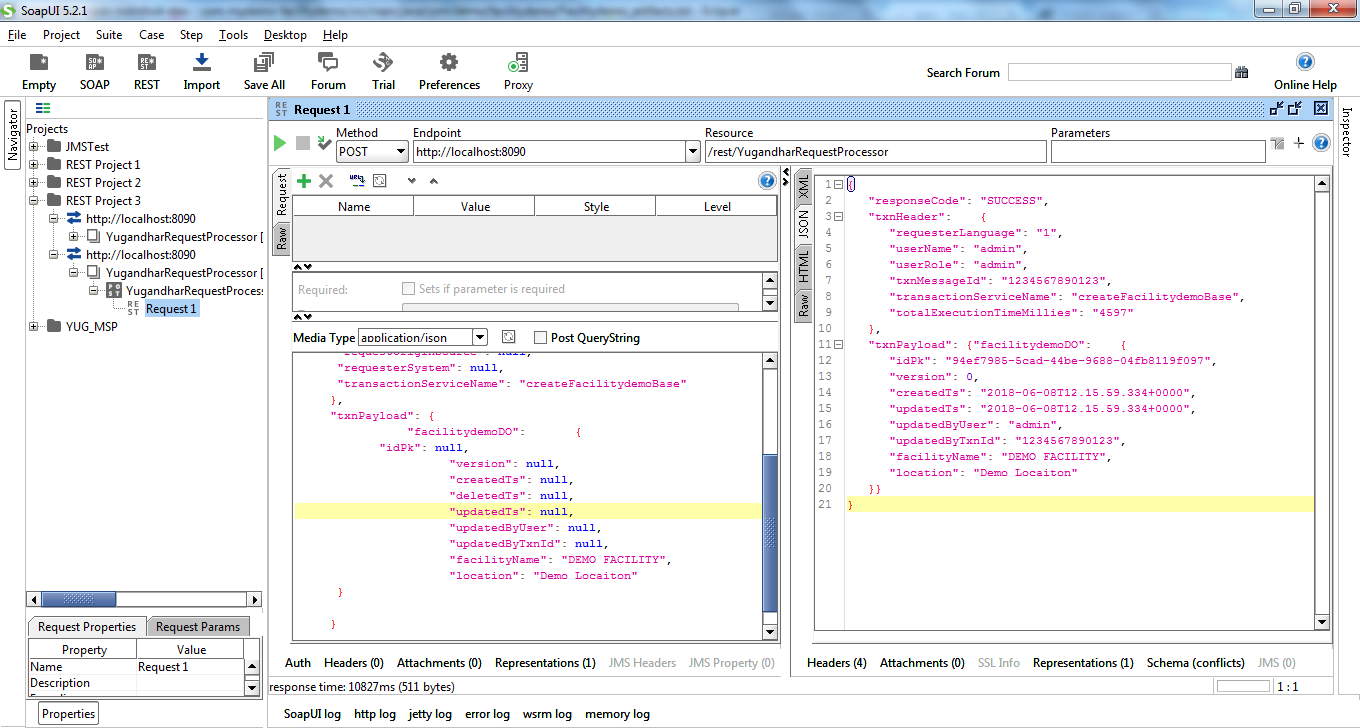 SoapUI 5.2.1
File Project Suite Case Step Tools Desktop Help
Empty SOAP REST Import Save All Forum Trial Preferences Proxy
Search Forum
Online Help
Navigator
Projects
JMSTest
REST Project 1
REST Project 2
REST Project 3
http://localhost:8090
YugandharRequestProcessor [
http://localhost:8090
YugandharRequestProcessor [
YugandharRequestProcess
REST Request 1
YUG_MSP
Request Properties Request Params
Property Value
Name Request 1
Description
Properties
REST Request 1
Method Endpoint Resource Parameters
POST http://localhost:8090 /rest/YugandharRequestProcessor
Request
Raw
Name Value Style Level
Required: Sets if parameter is required
Media Type application/json Post QueryString
"requesterSystem": null,
"transactionServiceName": "createFacilitydemoBase"
},
"txnPayload": {
"facilitydemoDO": {
"idPk": null,
"version": null,
"createdTs": null,
"deletedTs": null,
"updatedTs": null,
"updatedByUser": null,
"updatedByTxnId": null,
"facilityName": "DEMO FACILITY",
"location": "Demo Locaiton"
}
}
Auth Headers (0) Attachments (0) Representations (1) JMS Headers JMS Property (0)
response time: 10827ms (511 bytes)
XML
JSON
HTML
Raw
1 {
2 "responseCode": "SUCCESS",
3 "txnHeader": {
4 "requesterLanguage": "1",
5 "userName": "admin",
6 "userRole": "admin",
7 "txnMessageId": "1234567890123",
8 "transactionServiceName": "createFacilitydemoBase",
9 "totalExecutionTimeMillies": "4597"
10 },
11 "txnPayload": {"facilitydemoDO": {
12 "idPk": "94ef7985-5cad-44be-9688-04fb8119f097",
13 "version": 0,
14 "createdTs": "2018-06-08T12.15.59.334+0000",
15 "updatedTs": "2018-06-08T12.15.59.334+0000",
16 "updatedByUser": "admin",
17 "updatedByTxnId": "1234567890123",
18 "facilityName": "DEMO FACILITY",
19 "location": "Demo Locaiton"
20 }}
21 }
Headers (4) Attachments (0) SSL Info Representations (1) Schema (conflicts) JMS (0)
1 : 1
Inspector
SoapUI log http log jetty log error log wsrm log memory log